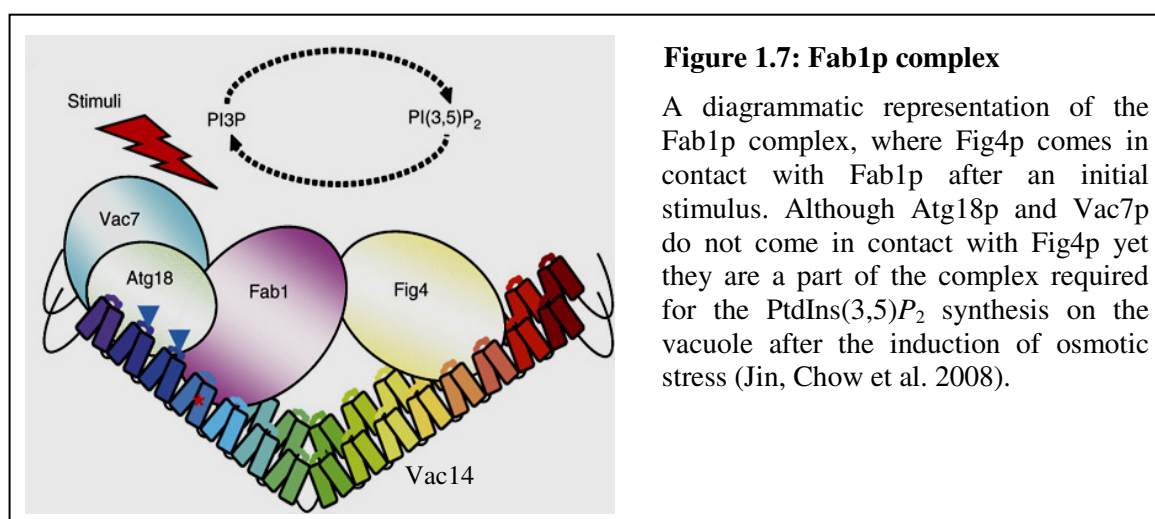 Stimuli
PI3P
PI(3,5)P2
Vac7
Atg18
Fab1
Fig4
Vac14
Figure 1.7: Fab1p complex
A diagrammatic representation of the
Fab1p complex, where Fig4p comes in
contact with Fab1p after an initial
stimulus. Although Atg18p and Vac7p
do not come in contact with Fig4p yet
they are a part of the complex required
for the PtdIns(3,5)P2 synthesis on the
vacuole after the induction of osmotic
stress (Jin, Chow et al. 2008).